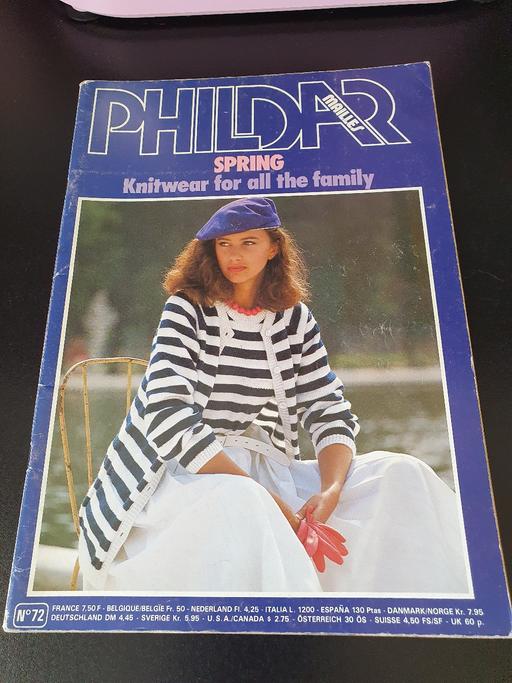 PHILDAR
MAILLES
SPRING
Knitwear for all the family
N° 72
FRANCE 7,50 F - BELGIQUE/BELGIË Fr. 50 - NEDERLAND Fl. 4,25 - ITALIA L. 1200 - ESPAÑA 130 Ptas - DANMARK/NORGE Kr. 7.95
DEUTSCHLAND DM 4,45 - SVERIGE Kr. 5.95 - U.S.A./CANADA $ 2.75 - ÖSTERREICH 30 ÖS - SUISSE 4,50 FS/SF - UK 60 p.